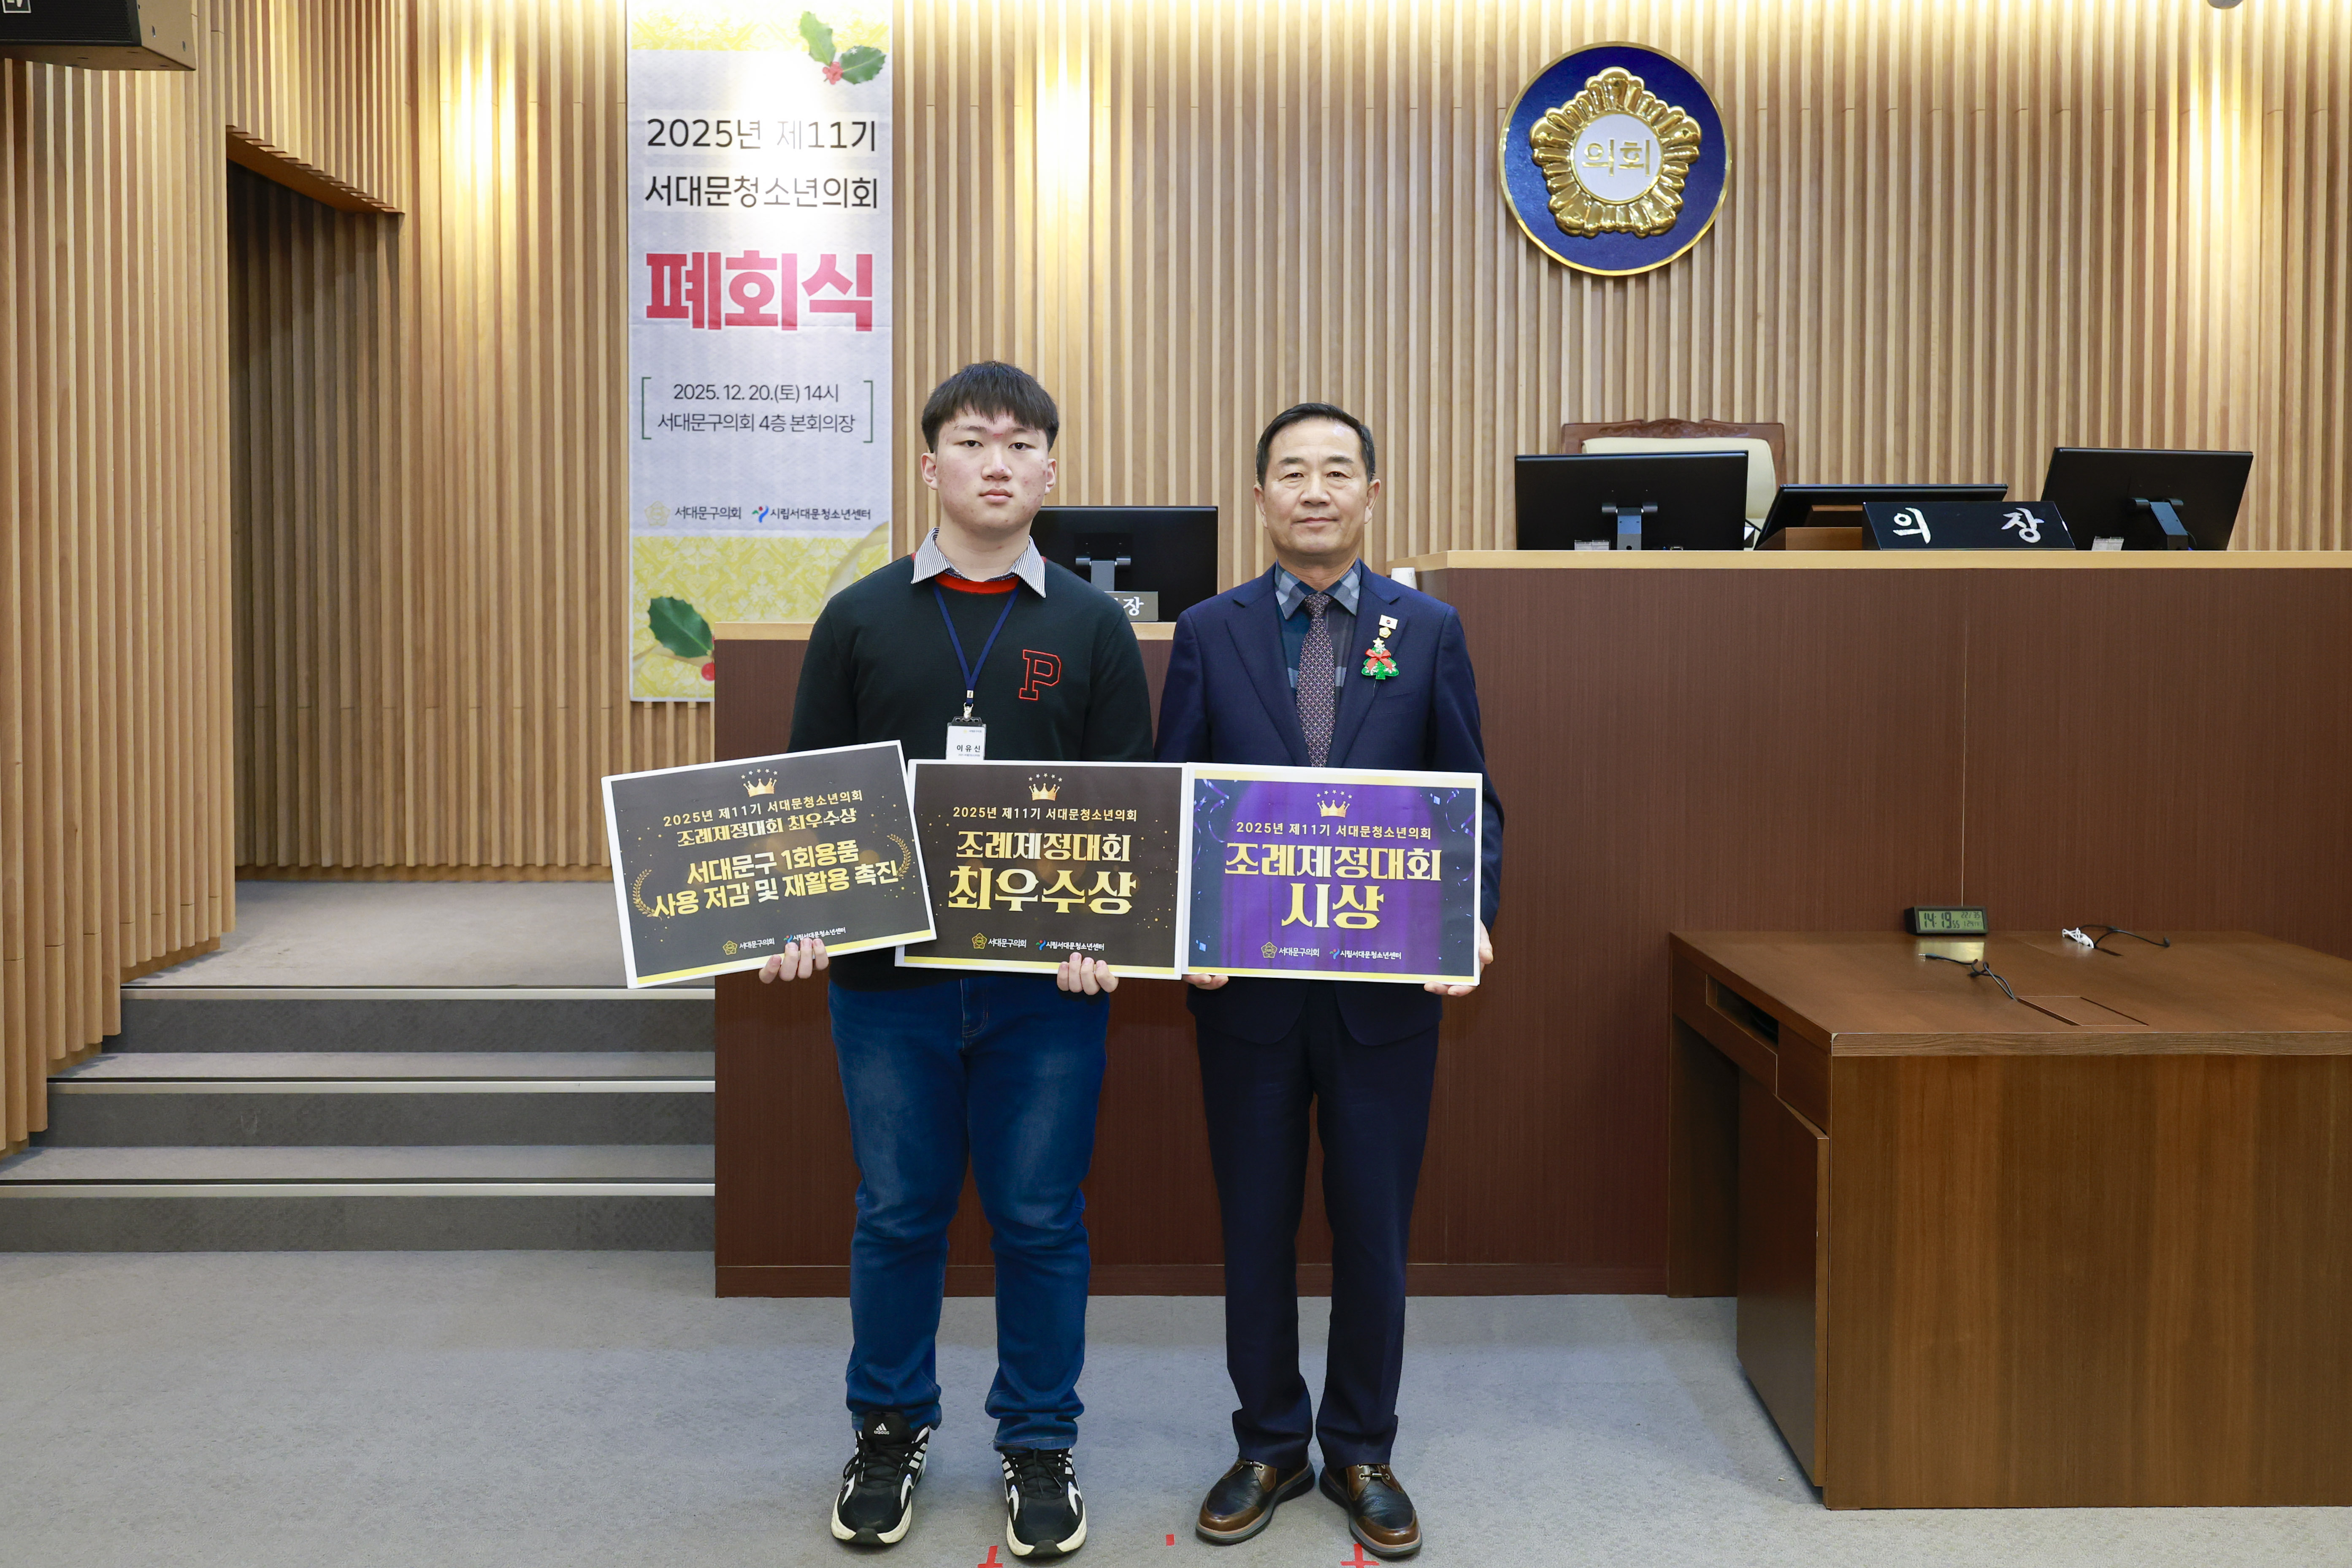 2025년 제11기
서대문청소년의회
폐회식
2025. 12. 20.(토) 14시
서대문구의회 4층 본회의장
서대문구의회 시립서대문청소년센터
의회
의 장
장
P
이유신
2025년 제11기 서대문청소년의회
조례제정대회 최우수상
서대문구 1회용품
사용 저감 및 재활용 촉진
서대문구의회 시립서대문청소년센터
2025년 제11기 서대문청소년의회
조례제정대회
최우수상
서대문구의회 시립서대문청소년센터
2025년 제11기 서대문청소년의회
조례제정대회
시상
서대문구의회 시립서대문청소년센터
14:19 55
adidas